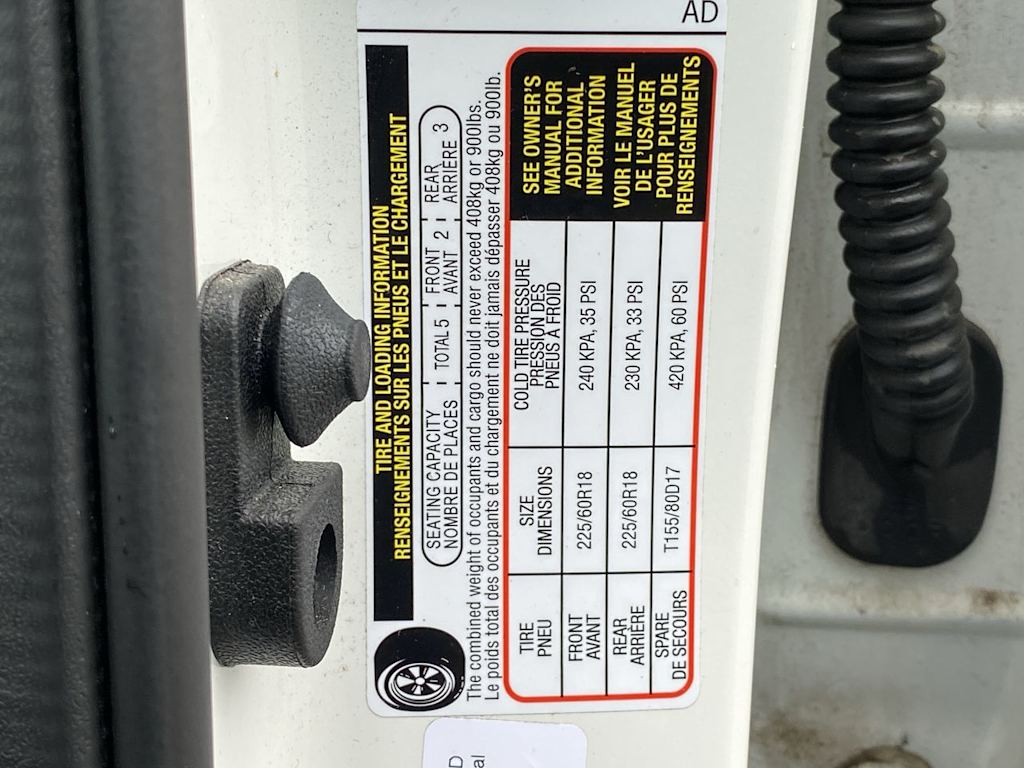 AD
TIRE AND LOADING INFORMATION
RENSEIGNEMENTS SUR LES PNEUS ET LE CHARGEMENT
SEATING CAPACITY TOTAL 5 FRONT 2 REAR 3
NOMBRE DE PLACES AVANT ARRIÈRE
The combined weight of occupants and cargo should never exceed 408kg or 900lbs.
Le poids total des occupants et du chargement ne doit jamais dépasser 408kg ou 900lb.
TIRE SIZE COLD TIRE PRESSURE
PNEU DIMENSIONS PRESSION DES
PNEUS À FROID
FRONT 225/60R18 240 KPA, 35 PSI
AVANT
REAR 225/60R18 230 KPA, 33 PSI
ARRIÈRE
SPARE T155/80D17 420 KPA, 60 PSI
DE SECOURS
SEE OWNER'S
MANUAL FOR
ADDITIONAL
INFORMATION
VOIR LE MANUEL
DE L'USAGER
POUR PLUS DE
RENSEIGNEMENTS